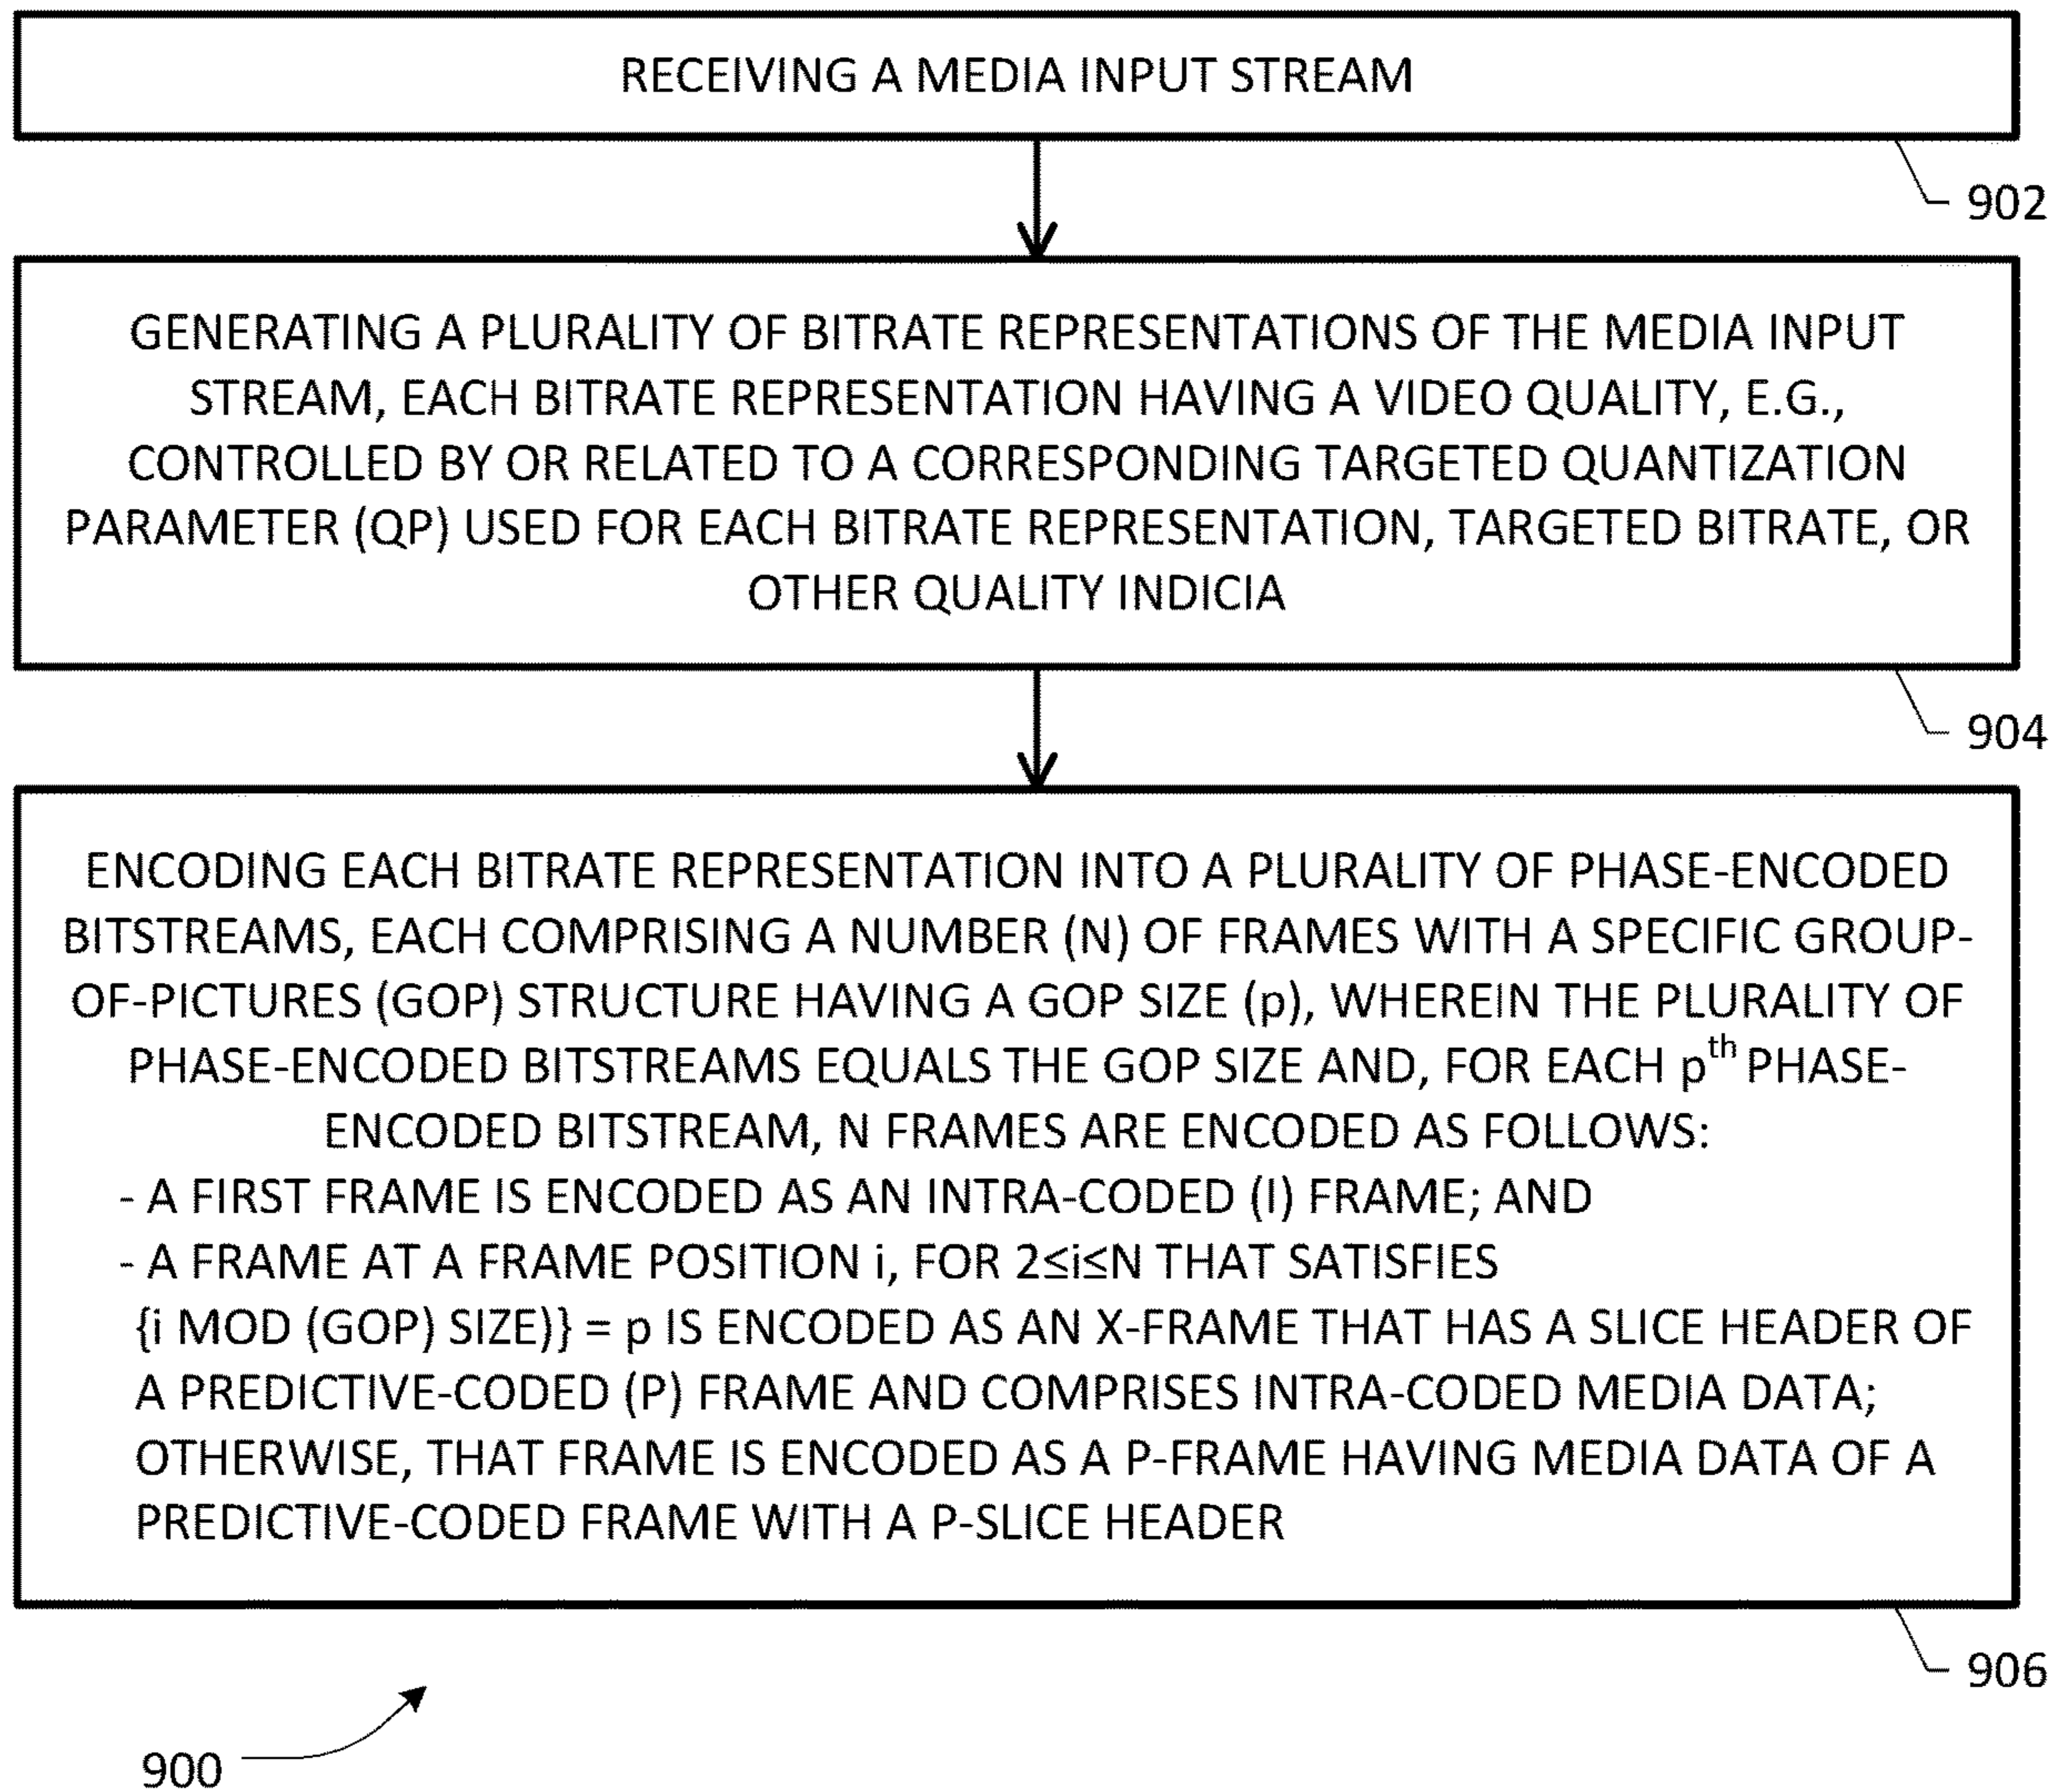 RECEIVING A MEDIA INPUT STREAM
902
GENERATING A PLURALITY OF BITRATE REPRESENTATIONS OF THE MEDIA INPUT
STREAM, EACH BITRATE REPRESENTATION HAVING A VIDEO QUALITY, E.G.,
CONTROLLED BY OR RELATED TO A CORRESPONDING TARGETED QUANTIZATION
PARAMETER (QP) USED FOR EACH BITRATE REPRESENTATION, TARGETED BITRATE, OR
OTHER QUALITY INDICIA
904
ENCODING EACH BITRATE REPRESENTATION INTO A PLURALITY OF PHASE-ENCODED
BITSTREAMS, EACH COMPRISING A NUMBER (N) OF FRAMES WITH A SPECIFIC GROUP-
OF-PICTURES (GOP) STRUCTURE HAVING A GOP SIZE (p), WHEREIN THE PLURALITY OF
PHASE-ENCODED BITSTREAMS EQUALS THE GOP SIZE AND, FOR EACH p^th PHASE-
ENCODED BITSTREAM, N FRAMES ARE ENCODED AS FOLLOWS:
- A FIRST FRAME IS ENCODED AS AN INTRA-CODED (I) FRAME; AND
- A FRAME AT A FRAME POSITION i, FOR 2≤i≤N THAT SATISFIES
{i MOD (GOP) SIZE)} = p IS ENCODED AS AN X-FRAME THAT HAS A SLICE HEADER OF
A PREDICTIVE-CODED (P) FRAME AND COMPRISES INTRA-CODED MEDIA DATA;
OTHERWISE, THAT FRAME IS ENCODED AS A P-FRAME HAVING MEDIA DATA OF A
PREDICTIVE-CODED FRAME WITH A P-SLICE HEADER
906
900